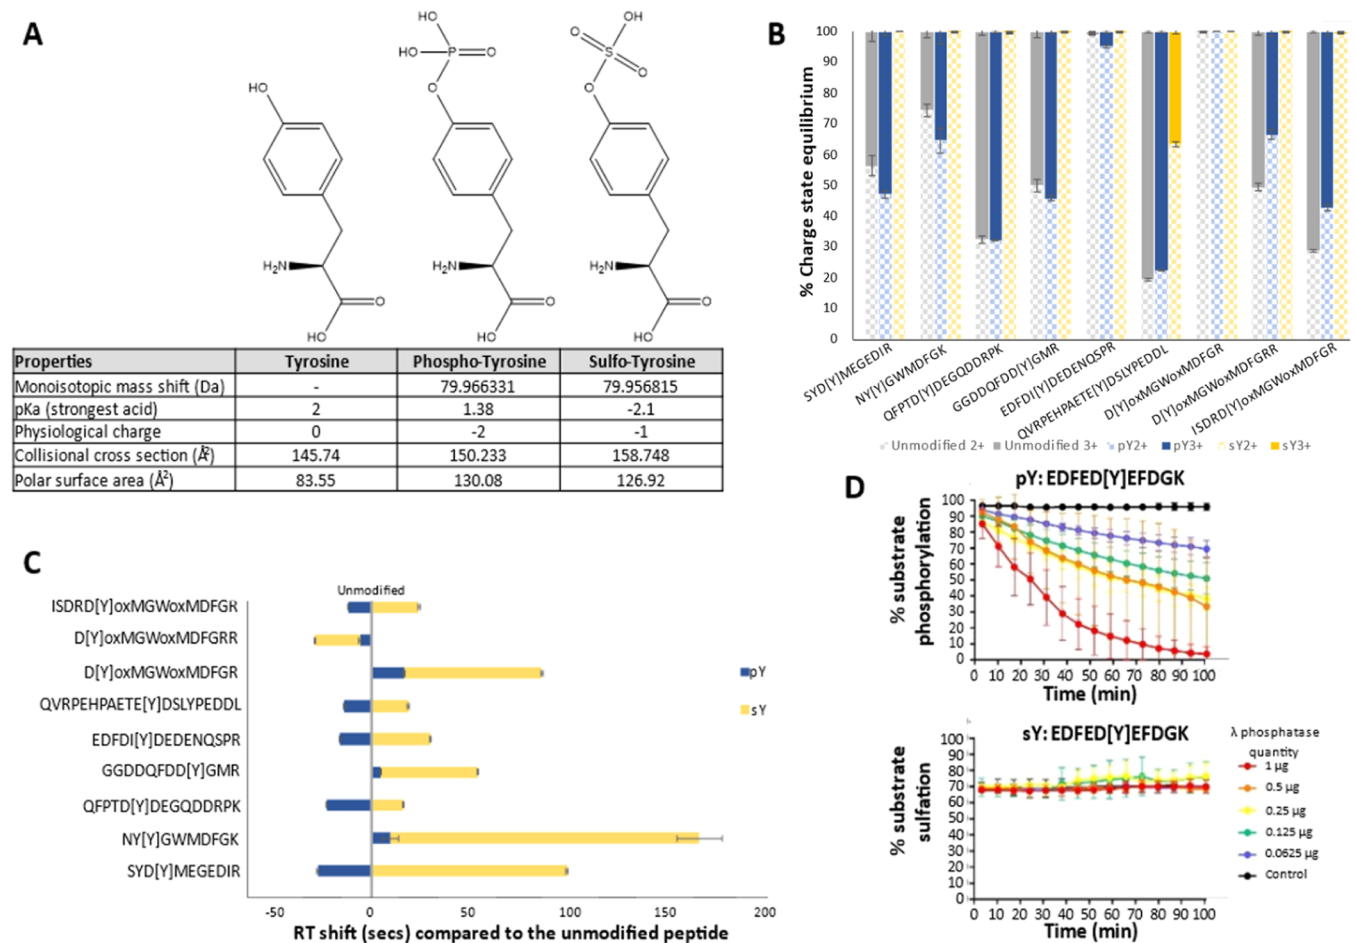 A
HO
HO
HO
P
O
O
OH
O
S
O
O
H₂N
O
HO
H₂N
O
HO
H₂N
O
HO
Properties Tyrosine Phospho-Tyrosine Sulfo-Tyrosine
Monoisotopic mass shift (Da) - 79.966331 79.956815
pKa (strongest acid) 2 1.38 -2.1
Physiological charge 0 -2 -1
Collisional cross section (Å²) 145.74 150.233 158.748
Polar surface area (Å²) 83.55 130.08 126.92
B
% Charge state equilibrium
100
90
80
70
60
50
40
30
20
10
0
SYD[Y]MEGEDIR
NY[Y]GWMDFGK
QFPTD[Y]DEGQDDRPK
GGDDQFDD[Y]GMR
EDFDI[Y]DEDENQSPR
QVRPEHPAETE[Y]DSLYPEDDL
D[Y]oxMGWoxMDFGR
D[Y]oxMGWoxMDFGRR
ISDRD[Y]oxMGWoxMDFGR
Unmodified 2+ Unmodified 3+ pY2+ pY3+ sY2+ sY3+
C
Unmodified
ISDRD[Y]oxMGWoxMDFGR
D[Y]oxMGWoxMDFGRR
D[Y]oxMGWoxMDFGR
QVRPEHPAETE[Y]DSLYPEDDL
EDFDI[Y]DEDENQSPR
GGDDQFDD[Y]GMR
QFPTD[Y]DEGQDDRPK
NY[Y]GWMDFGK
SYD[Y]MEGEDIR
pY
sY
-50 0 50 100 150 200
RT shift (secs) compared to the unmodified peptide
D
pY: EDFED[Y]EFDGK
% substrate
phosphorylation
100
90
80
70
60
50
40
30
20
10
0
0 10 20 30 40 50 60 70 80 90 100
Time (min)
sY: EDFED[Y]EFDGK
% substrate
sulfation
100
90
80
70
60
50
40
30
20
10
0
0 10 20 30 40 50 60 70 80 90 100
Time (min)
λ phosphatase
quantity
1 µg
0.5 µg
0.25 µg
0.125 µg
0.0625 µg
Control